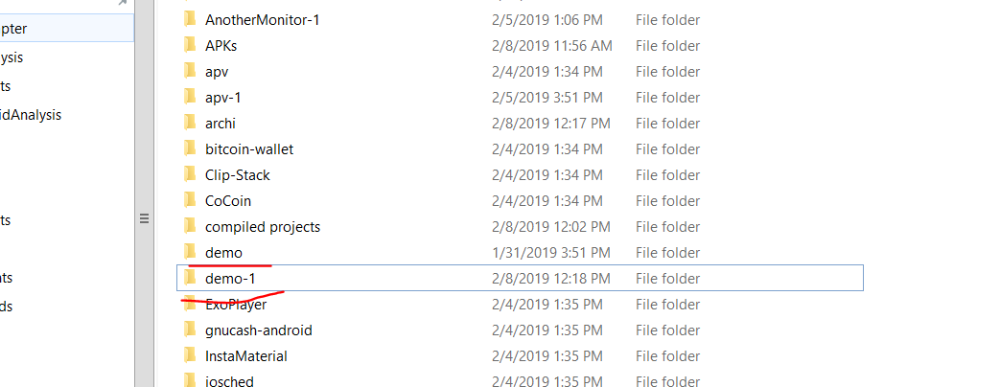 AnotherMonitor-1 2/5/2019 1:06 PM File folder
pter APKs 2/8/2019 11:56 AM File folder
ysis apv 2/4/2019 1:34 PM File folder
ts apv-1 2/5/2019 3:51 PM File folder
idAnalysis archi 2/8/2019 12:17 PM File folder
bitcoin-wallet 2/4/2019 1:34 PM File folder
Clip-Stack 2/4/2019 1:34 PM File folder
CoCoin 2/4/2019 1:34 PM File folder
ts compiled projects 2/8/2019 12:02 PM File folder
demo 1/31/2019 3:51 PM File folder
nts demo-1 2/8/2019 12:18 PM File folder
ds ExoPlayer 2/4/2019 1:35 PM File folder
gnucash-android 2/4/2019 1:35 PM File folder
InstaMaterial 2/4/2019 1:35 PM File folder
iosched 2/4/2019 1:35 PM File folder